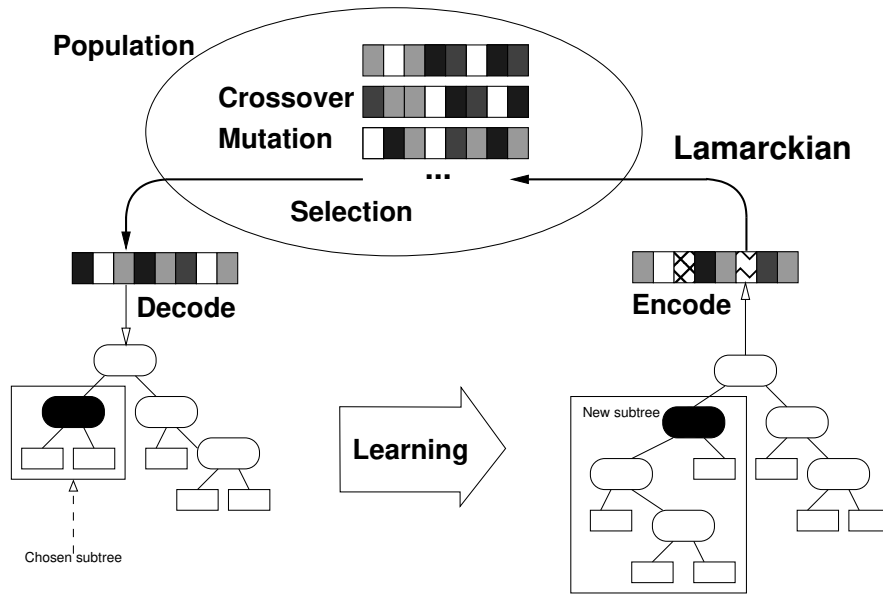 Population
Crossover
Mutation
...
Selection
Lamarckian
Decode
Encode
Learning
New subtree
Chosen subtree